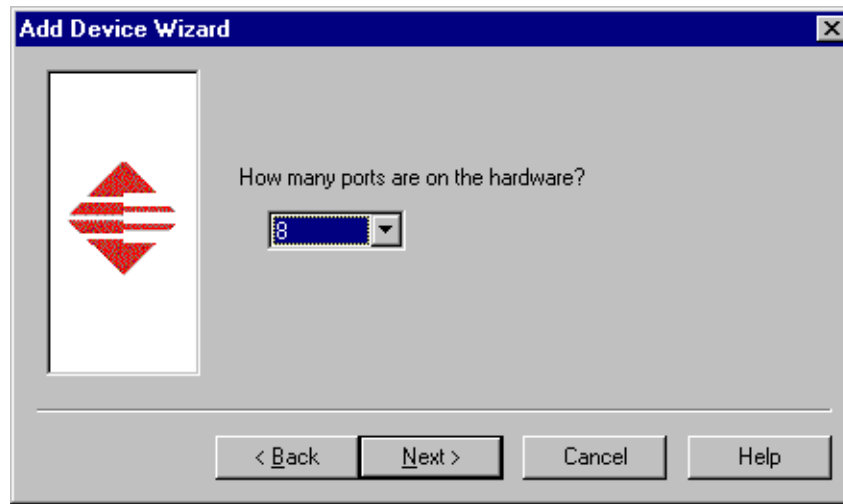 Add Device Wizard
How many ports are on the hardware?
8
< Back Next > Cancel Help